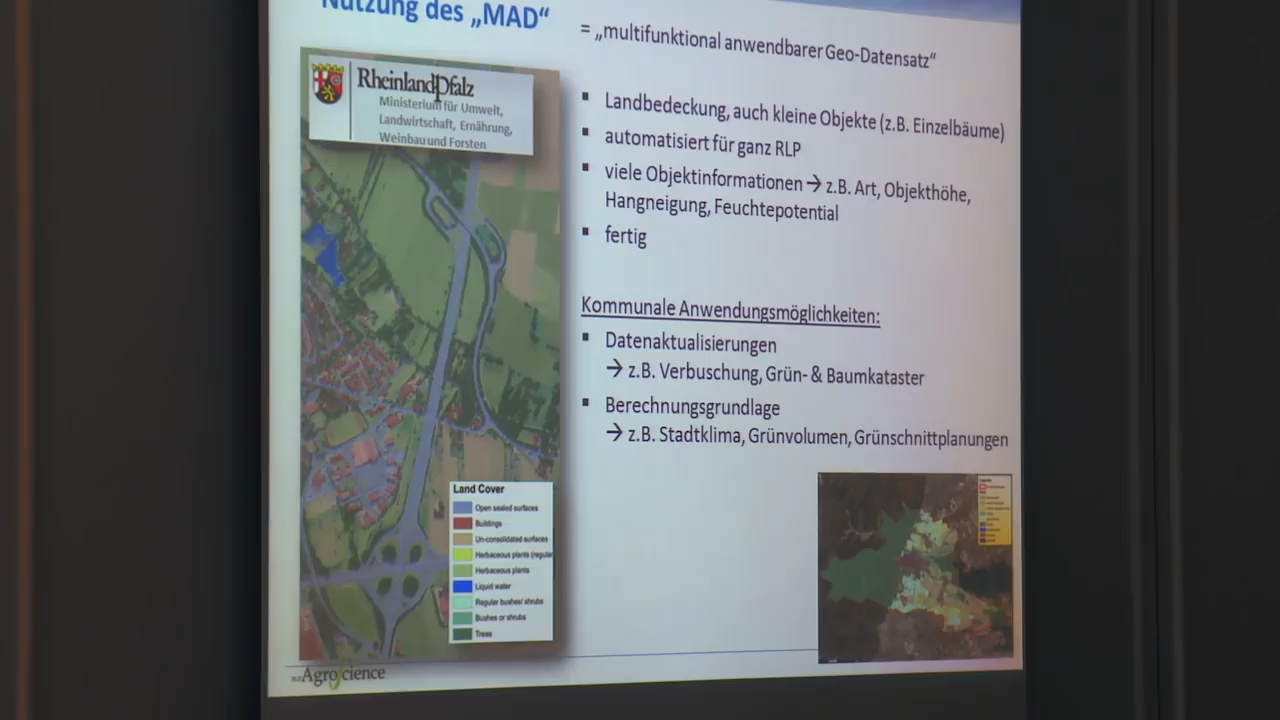 Nutzung des „MAD“
= „multifunktional anwendbarer Geo-Datensatz“
RheinlandPfalz
Ministerium für Umwelt,
Landwirtschaft, Ernährung,
Weinbau und Forsten
▪ Landbedeckung, auch kleine Objekte (z.B. Einzelbäume)
▪ automatisiert für ganz RLP
▪ viele Objektinformationen → z.B. Art, Objekthöhe,
Hangneigung, Feuchtepotential
▪ fertig
Kommunale Anwendungsmöglichkeiten:
▪ Datenaktualisierungen
→ z.B. Verbuschung, Grün- & Baumkataster
▪ Berechnungsgrundlage
→ z.B. Stadtklima, Grünvolumen, Grünschnittplanungen
Land Cover
Open sealed surfaces
Buildings
Un-consolidated surfaces
Herbaceous plants (regular
Herbaceous plants
Liquid water
Regular bushes/ shrubs
Bushes or shrubs
Trees
AgroScience